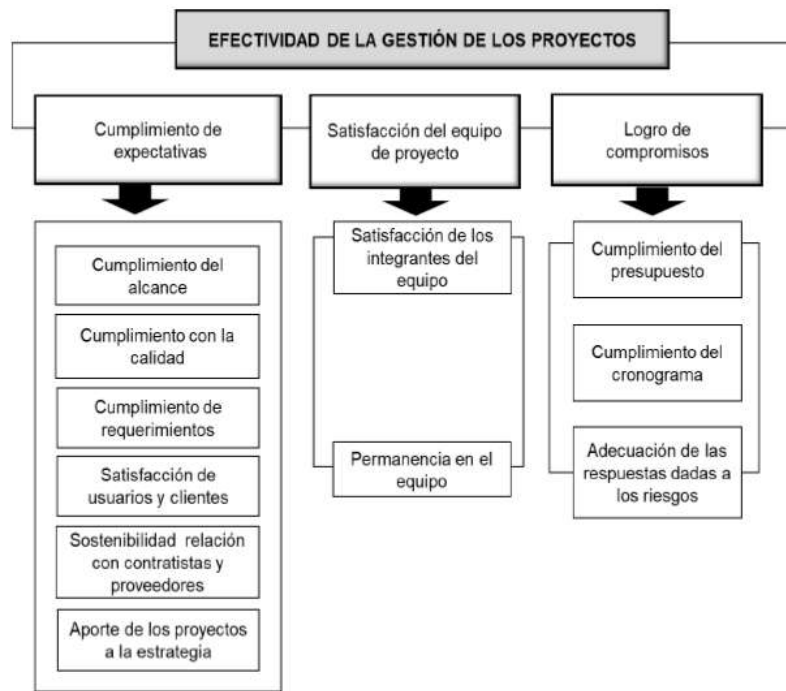 EFECTIVIDAD DE LA GESTIÓN DE LOS PROYECTOS
Cumplimiento de
expectativas
Satisfacción del equipo
de proyecto
Logro de
compromisos
Cumplimiento del
alcance
Cumplimiento con la
calidad
Cumplimiento de
requerimientos
Satisfacción de
usuarios y clientes
Sostenibilidad relación
con contratistas y
proveedores
Aporte de los proyectos
a la estrategia
Satisfacción de los
integrantes del
equipo
Permanencia en el
equipo
Cumplimiento del
presupuesto
Cumplimiento del
cronograma
Adecuación de las
respuestas dadas a
los riesgos